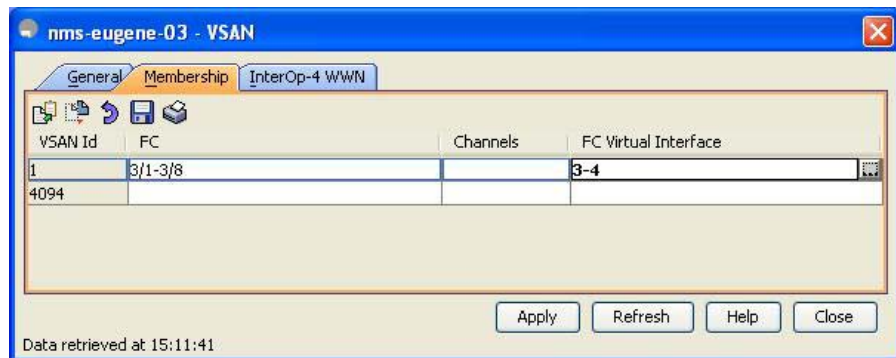 nms-eugene-03 - VSAN
General Membership InterOp-4 WWN
VSAN Id FC Channels FC Virtual Interface
1 3/1-3/8 3-4
4094
Apply Refresh Help Close
Data retrieved at 15:11:41